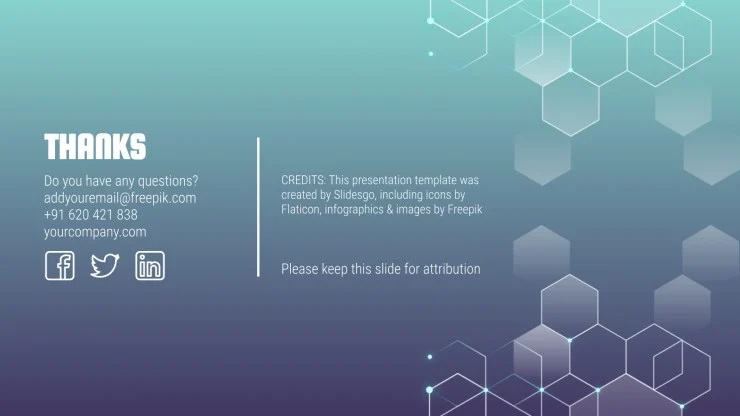 THANKS
Do you have any questions?
addyouremail@freepik.com
+91 620 421 838
yourcompany.com
CREDITS: This presentation template was
created by Slidesgo, including icons by
Flaticon, infographics & images by Freepik
Please keep this slide for attribution